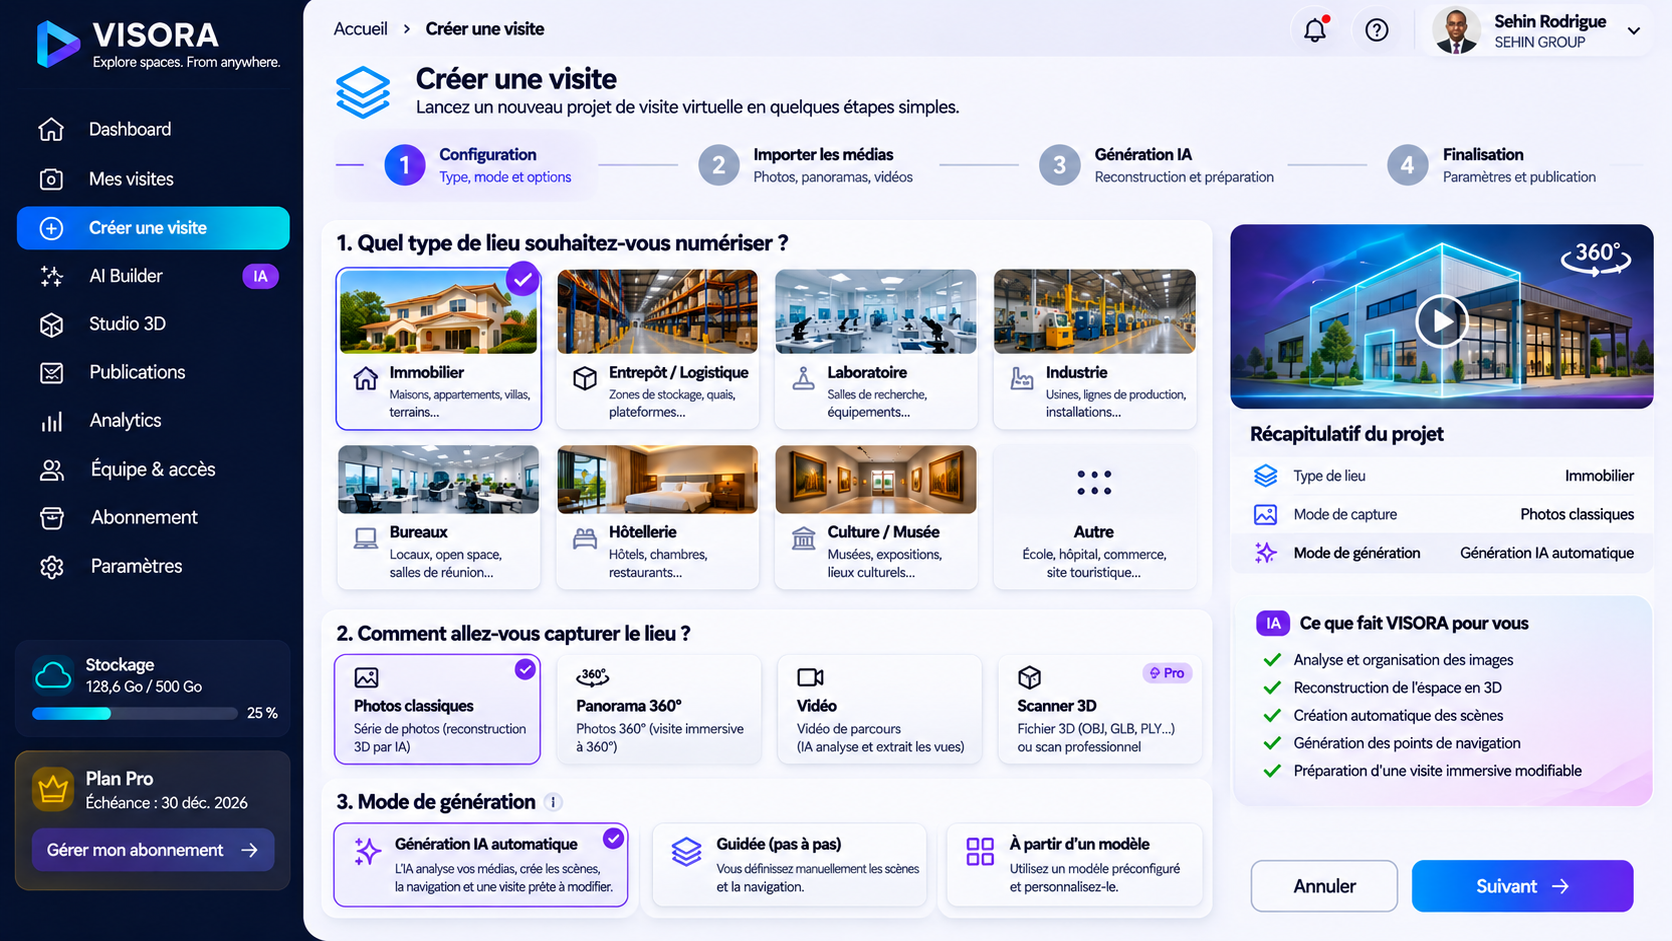 VISORA
Explore spaces. From anywhere.
Dashboard
Mes visites
Créer une visite
AI Builder
IA
Studio 3D
Publications
Analytics
Équipe & accès
Abonnement
Paramètres
Stockage
128,6 Go / 500 Go
25 %
Plan Pro
Échéance : 30 déc. 2026
Gérer mon abonnement →
Accueil > Créer une visite
Sehin Rodrigue
SEHIN GROUP
Créer une visite
Lancez un nouveau projet de visite virtuelle en quelques étapes simples.
1
Configuration
Type, mode et options
2
Importer les médias
Photos, panoramas, vidéos
3
Génération IA
Reconstruction et préparation
4
Finalisation
Paramètres et publication
1. Quel type de lieu souhaitez-vous numériser ?
Immobilier
Maisons, appartements, villas,
terrains...
Entrepôt / Logistique
Zones de stockage, quais,
plateformes...
Laboratoire
Salles de recherche,
équipements...
Industrie
Usines, lignes de production,
installations...
Bureaux
Locaux, open space,
salles de réunion...
Hôtellerie
Hôtels, chambres,
restaurants...
Culture / Musée
Musées, expositions,
lieux culturels...
Autre
École, hôpital, commerce,
site touristique...
2. Comment allez-vous capturer le lieu ?
Photos classiques
Série de photos (reconstruction
3D par IA)
360°
Panorama 360°
Photos 360° (visite immersive
à 360°)
Vidéo
Vidéo de parcours
(IA analyse et extrait les vues)
Pro
Scanner 3D
Fichier 3D (OBJ, GLB, PLY...)
ou scan professionnel
3. Mode de génération
i
Génération IA automatique
L'IA analyse vos médias, crée les scènes,
la navigation et une visite prête à modifier.
Guidée (pas à pas)
Vous définissez manuellement les scènes
et la navigation.
À partir d'un modèle
Utilisez un modèle préconfiguré
et personnalisez-le.
360°
Récapitulatif du projet
Type de lieu Immobilier
Mode de capture Photos classiques
Mode de génération Génération IA automatique
IA Ce que fait VISORA pour vous
Analyse et organisation des images
Reconstruction de l'éspace en 3D
Création automatique des scènes
Génération des points de navigation
Préparation d'une visite immersive modifiable
Annuler
Suivant →